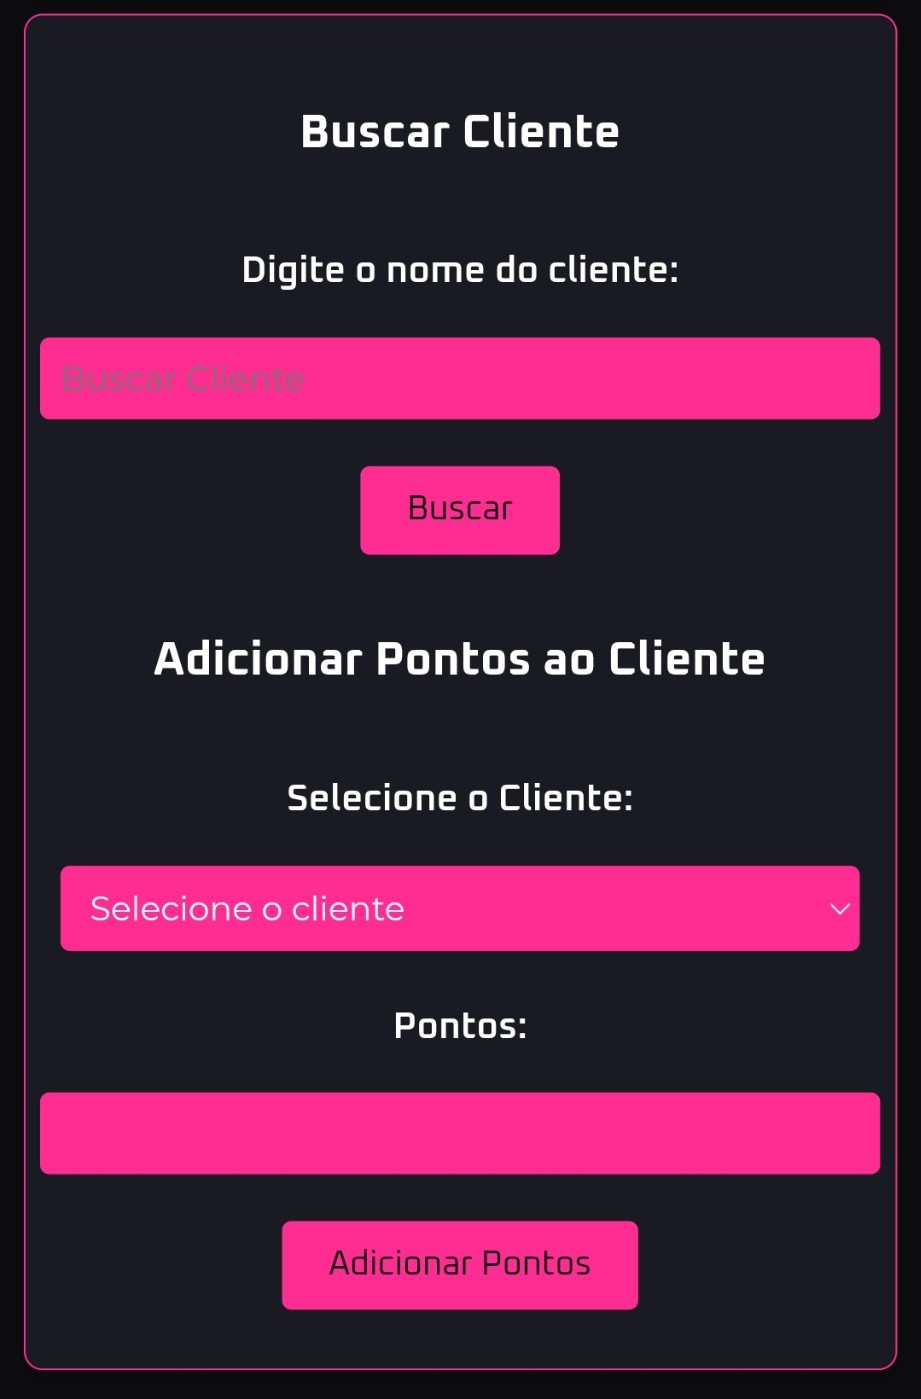 Buscar Cliente
Digite o nome do cliente:
Buscar Cliente
Buscar
Adicionar Pontos ao Cliente
Selecione o Cliente:
Selecione o cliente
Pontos:
Adicionar Pontos